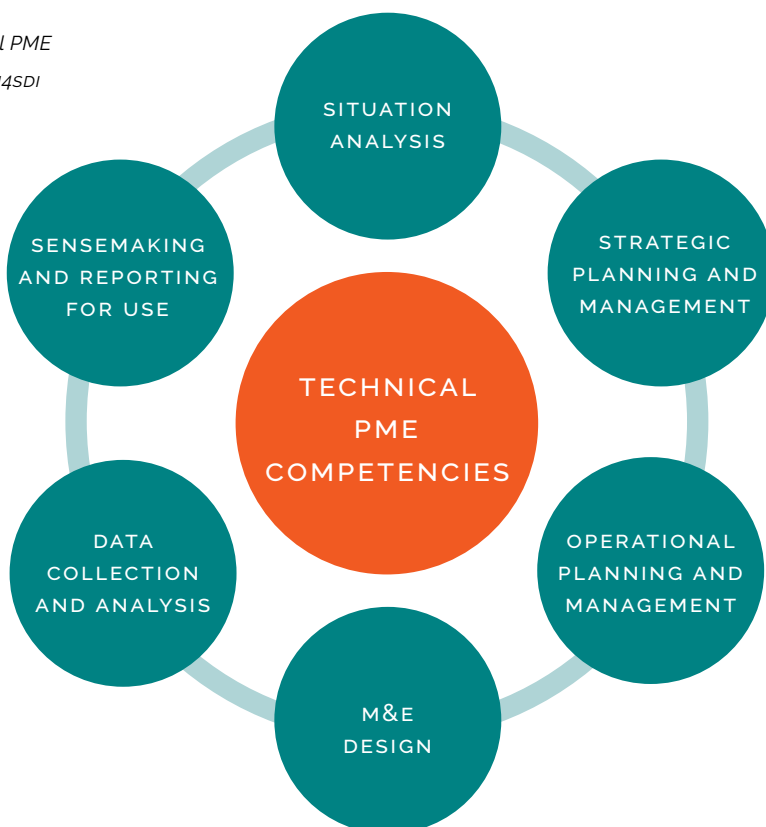 PME
4SDI
SITUATION
ANALYSIS
STRATEGIC
PLANNING AND
MANAGEMENT
OPERATIONAL
PLANNING AND
MANAGEMENT
M&E
DESIGN
DATA
COLLECTION
AND ANALYSIS
SENSEMAKING
AND REPORTING
FOR USE
TECHNICAL
PME
COMPETENCIES